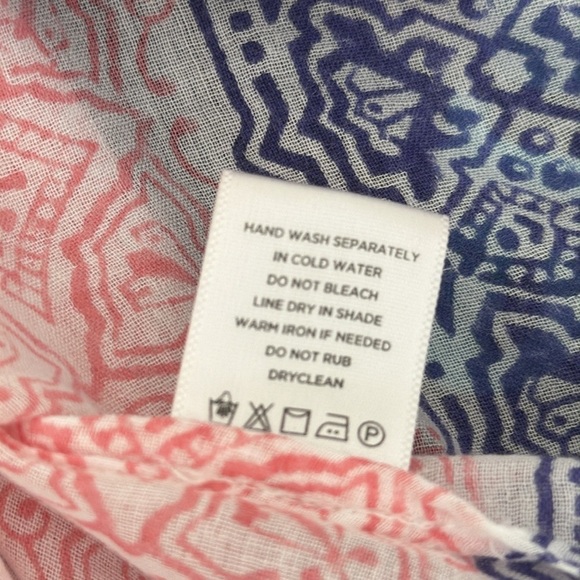 HAND WASH SEPARATELY
IN COLD WATER
DO NOT BLEACH
LINE DRY IN SHADE
WARM IRON IF NEEDED
DO NOT RUB
DRYCLEAN
P